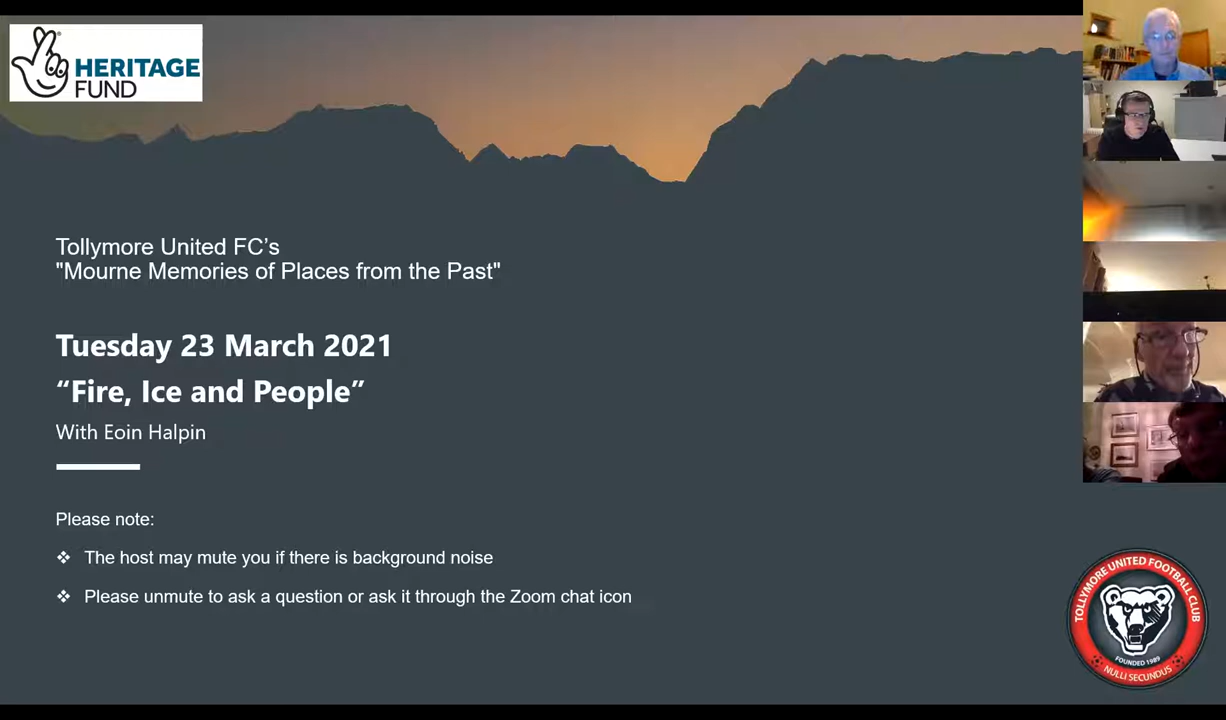 HERITAGE
FUND
Tollymore United FC’s
"Mourne Memories of Places from the Past"
Tuesday 23 March 2021
“Fire, Ice and People”
With Eoin Halpin
Please note:
❖ The host may mute you if there is background noise
❖ Please unmute to ask a question or ask it through the Zoom chat icon
TOLLYMORE UNITED FOOTBALL CLUB
FOUNDED 1989
NULLI SECUNDUS